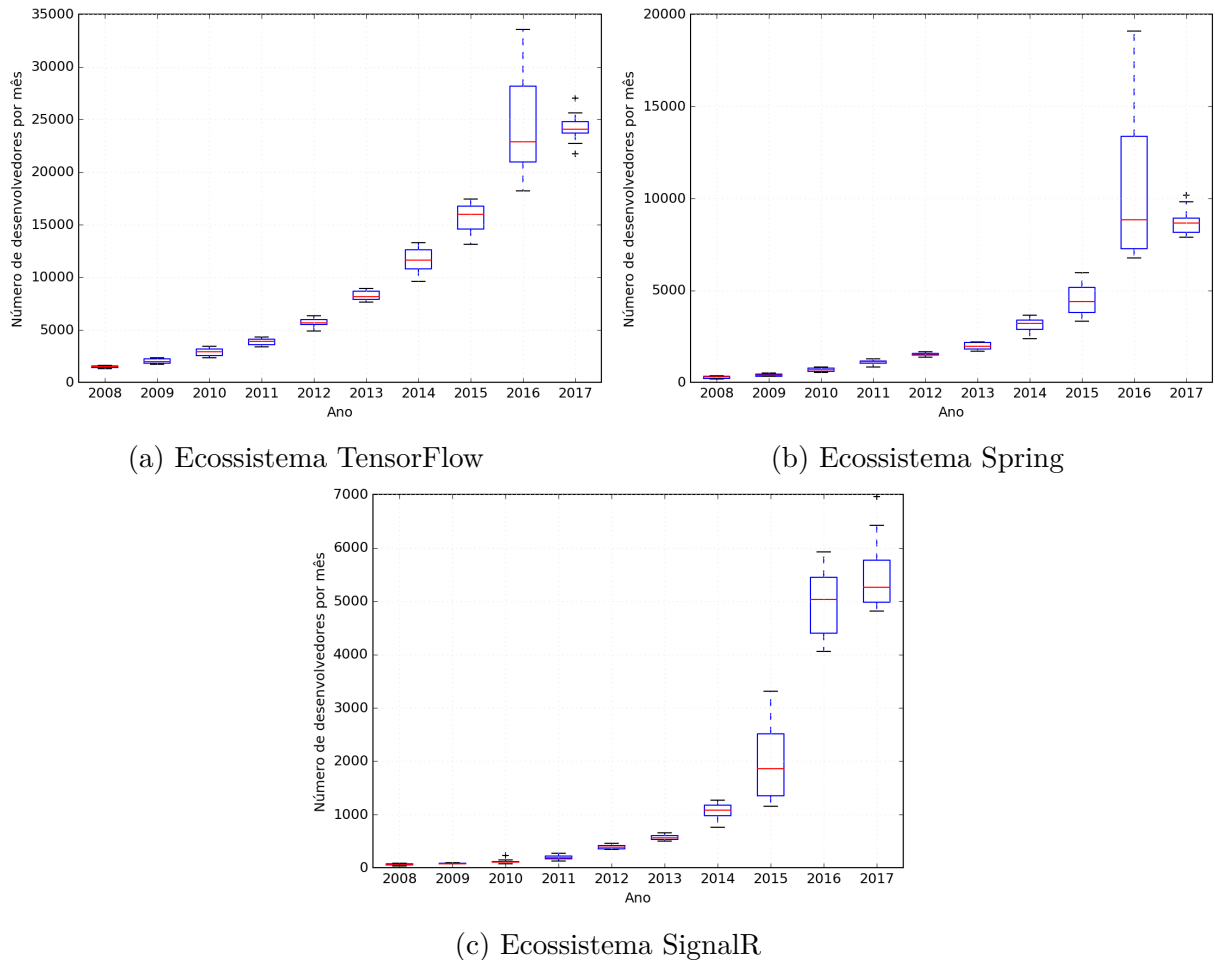 35000
30000
25000
20000
15000
10000
5000
0
Número de desenvolvedores por mês
2008 2009 2010 2011 2012 2013 2014 2015 2016 2017
Ano
(a) Ecossistema TensorFlow
20000
15000
10000
5000
0
Número de desenvolvedores por mês
2008 2009 2010 2011 2012 2013 2014 2015 2016 2017
Ano
(b) Ecossistema Spring
7000
6000
5000
4000
3000
2000
1000
0
Número de desenvolvedores por mês
2008 2009 2010 2011 2012 2013 2014 2015 2016 2017
Ano
(c) Ecossistema SignalR